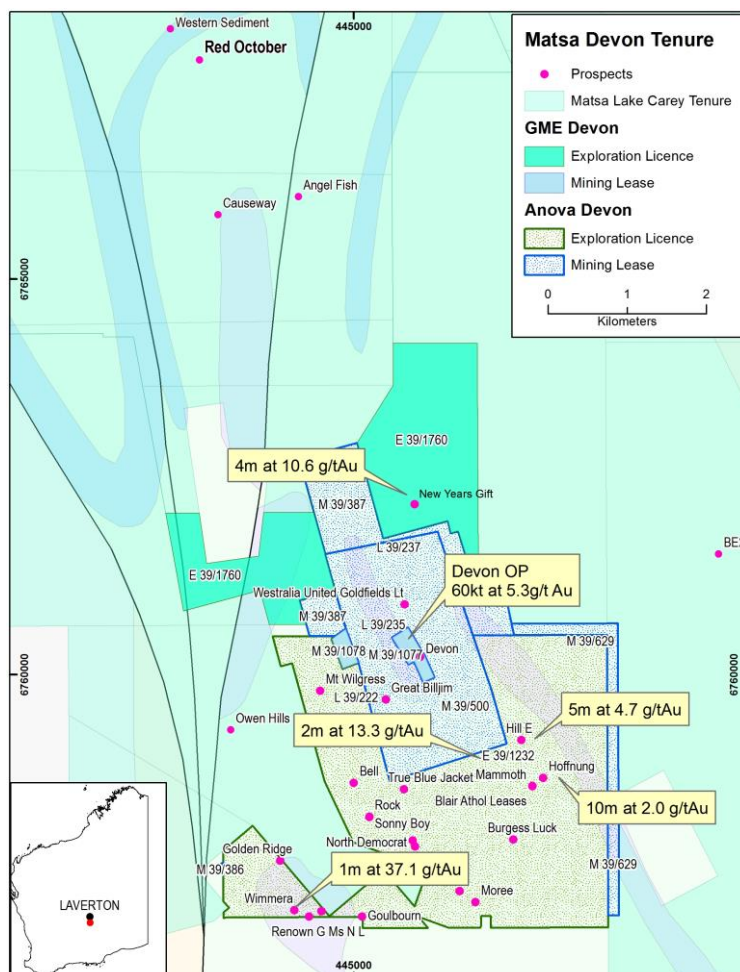 445000
Western Sediment
Red October
Angel Fish
Causeway
6765000
Matsa Devon Tenure
Prospects
Matsa Lake Carey Tenure
GME Devon
Exploration Licence
Mining Lease
Anova Devon
Exploration Licence
Mining Lease
0 1 2
Kilometers
E 39/1760
4m at 10.6 g/tAu
M 39/387
New Years Gift
L 39/237
E 39/1760
Devon OP
60kt at 5.3g/t Au
Westralia United Goldfields Lt
M 39/387
L 39/235
M 39/1078
M 39/1077
Devon
M 39/629
6760000
6760000
Mt Wilgress
L 39/222
Great Billjim
M 39/500
Owen Hills
2m at 13.3 g/tAu
Hill E
5m at 4.7 g/tAu
E 39/1232
Bell
True Blue Jacket
Mammoth
Hoffnung
Blair Athol Leases
10m at 2.0 g/tAu
Rock
Sonny Boy
North-Democrat
Burgess Luck
Golden Ridge
M 39/386
1m at 37.1 g/tAu
M 39/629
Wimmera
Moree
Goulbourn
Renown G Ms N L
LAVERTON
445000